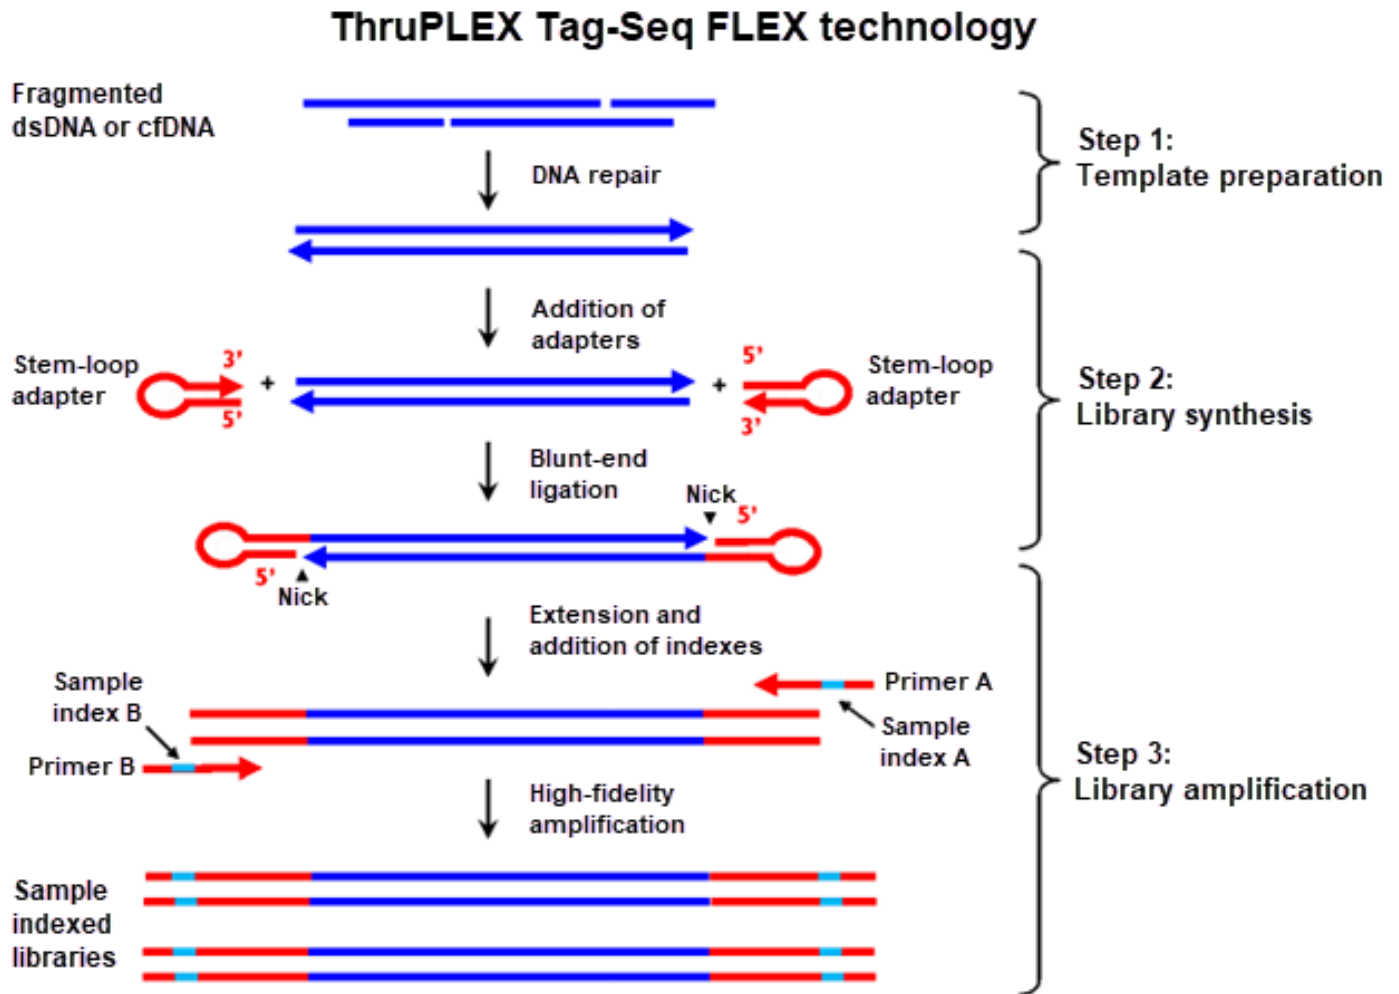 ThruPLEX Tag-Seq FLEX technology
Fragmented
dsDNA or cfDNA
Step 1:
Template preparation
DNA repair
Addition of
adapters
Stem-loop
adapter
3’
5’
+
+
5’
3’
Stem-loop
adapter
Step 2:
Library synthesis
Blunt-end
ligation
Nick
5’
5’
Nick
Extension and
addition of indexes
Sample
index B
Primer B
Primer A
Sample
index A
Step 3:
Library amplification
High-fidelity
amplification
Sample
indexed
libraries